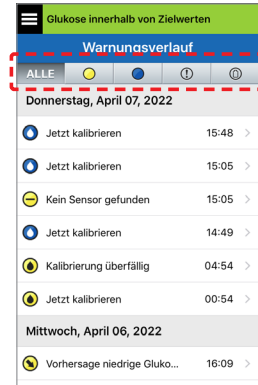 Glukose innerhalb von Zielwerten
Warnungsverlauf
ALLE
Donnerstag, April 07, 2022
Jetzt kalibrieren 15:48
Jetzt kalibrieren 15:05
Kein Sensor gefunden 15:05
Jetzt kalibrieren 14:49
Kalibrierung überfällig 04:54
Jetzt kalibrieren 00:54
Mittwoch, April 06, 2022
Vorhersage niedrige Gluko... 16:09